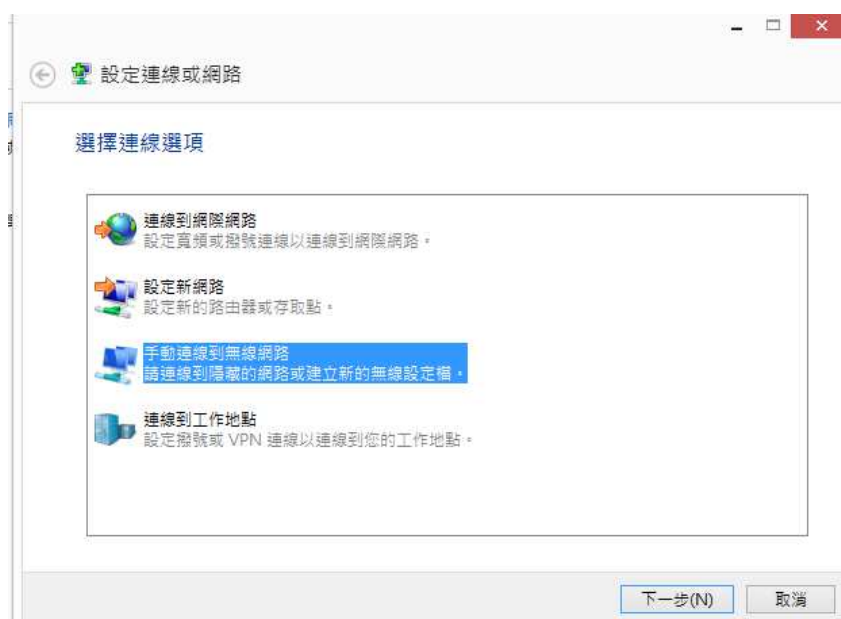 設定連線或網路
選擇連線選項
連線到網際網路
設定寬頻或撥號連線以連線到網際網路。
設定新網路
設定新的路由器或存取點。
手動連線到無線網路
請連線到隱藏的網路或建立新的無線設定檔。
連線到工作地點
設定撥號或 VPN 連線以連線到您的工作地點。
下一步(N)
取消